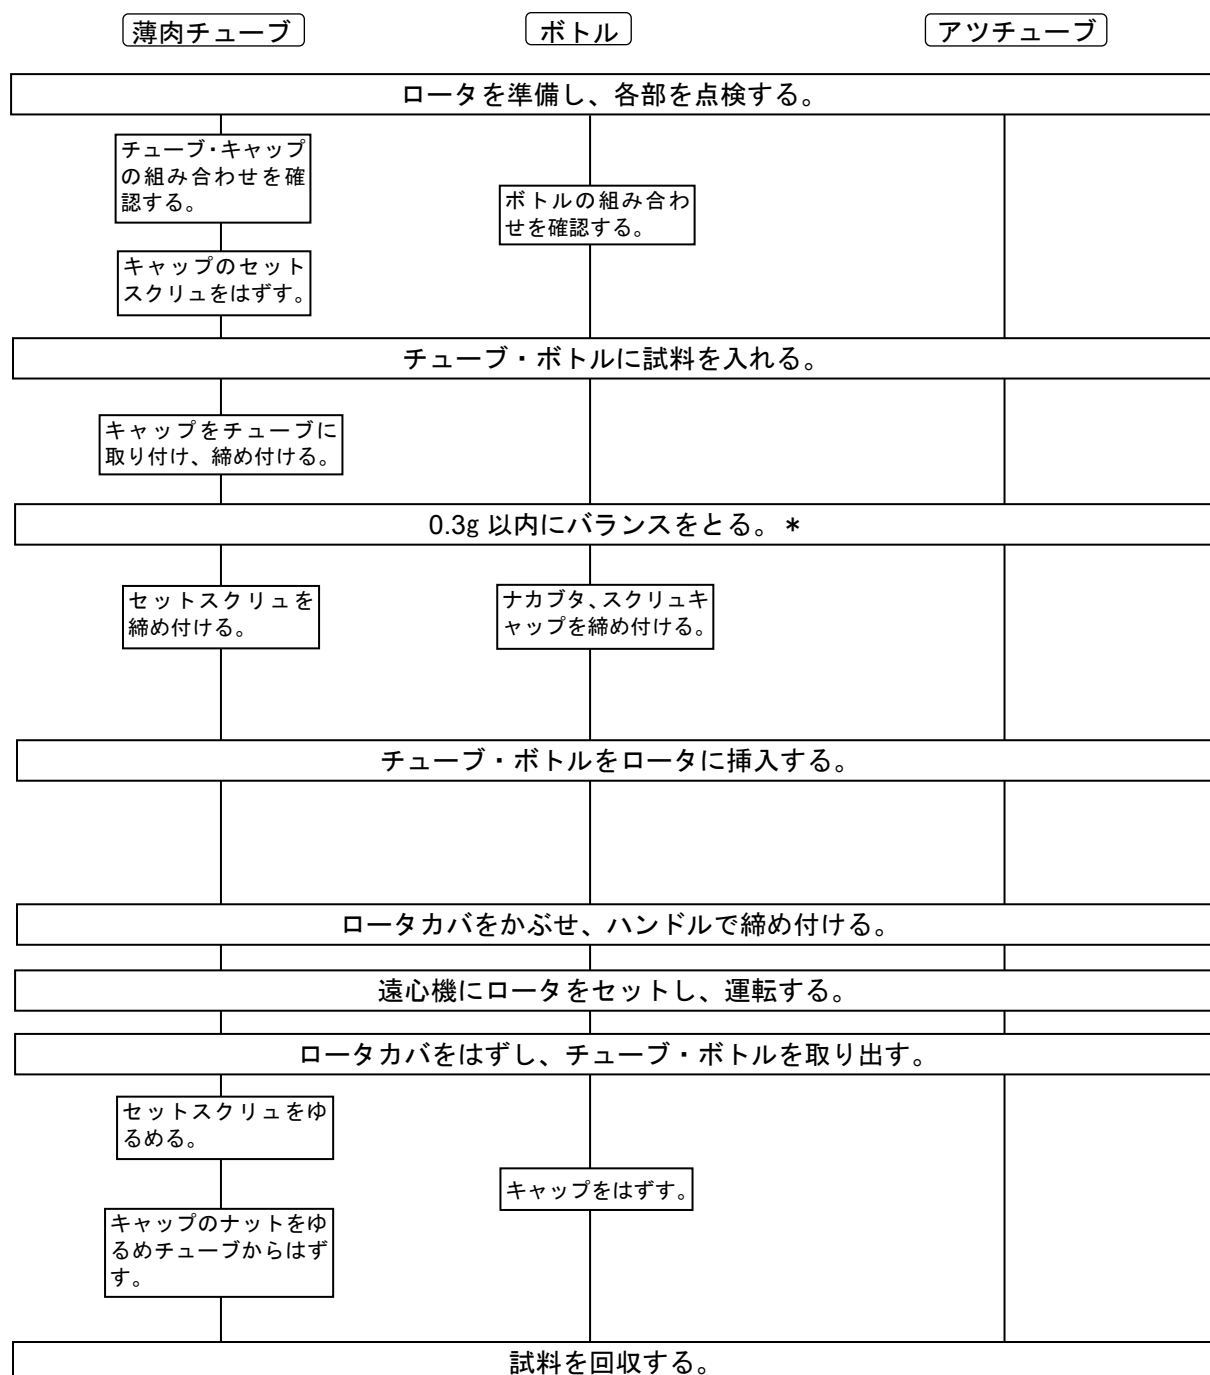 薄肉チューブ
ボトル
アツチューブ
ロータを準備し、各部を点検する。
チューブ・キャップ
の組み合わせを確
認する。
ボトルの組み合わ
せを確認する。
キャップのセット
スクリュをはずす。
チューブ・ボトルに試料を入れる。
キャップをチューブに
取り付け、締め付ける。
0.3g 以内にバランスをとる。*
セットスクリュを
締め付ける。
ナカブタ、スクリュキ
ャップを締め付ける。
チューブ・ボトルをロータに挿入する。
ロータカバをかぶせ、ハンドルで締め付ける。
遠心機にロータをセットし、運転する。
ロータカバをはずし、チューブ・ボトルを取り出す。
セットスクリュをゆ
るめる。
キャップをはずす。
キャップのナットをゆ
るめチューブからはず
す。
試料を回収する。